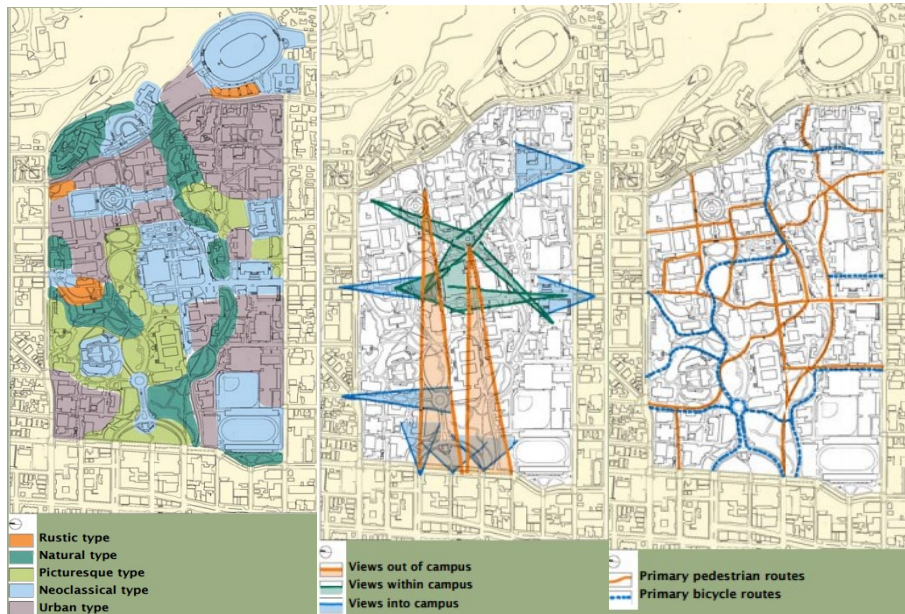 Rustic type
Natural type
Picturesque type
Neoclassical type
Urban type
Views out of campus
Views within campus
Views into campus
Primary pedestrian routes
Primary bicycle routes